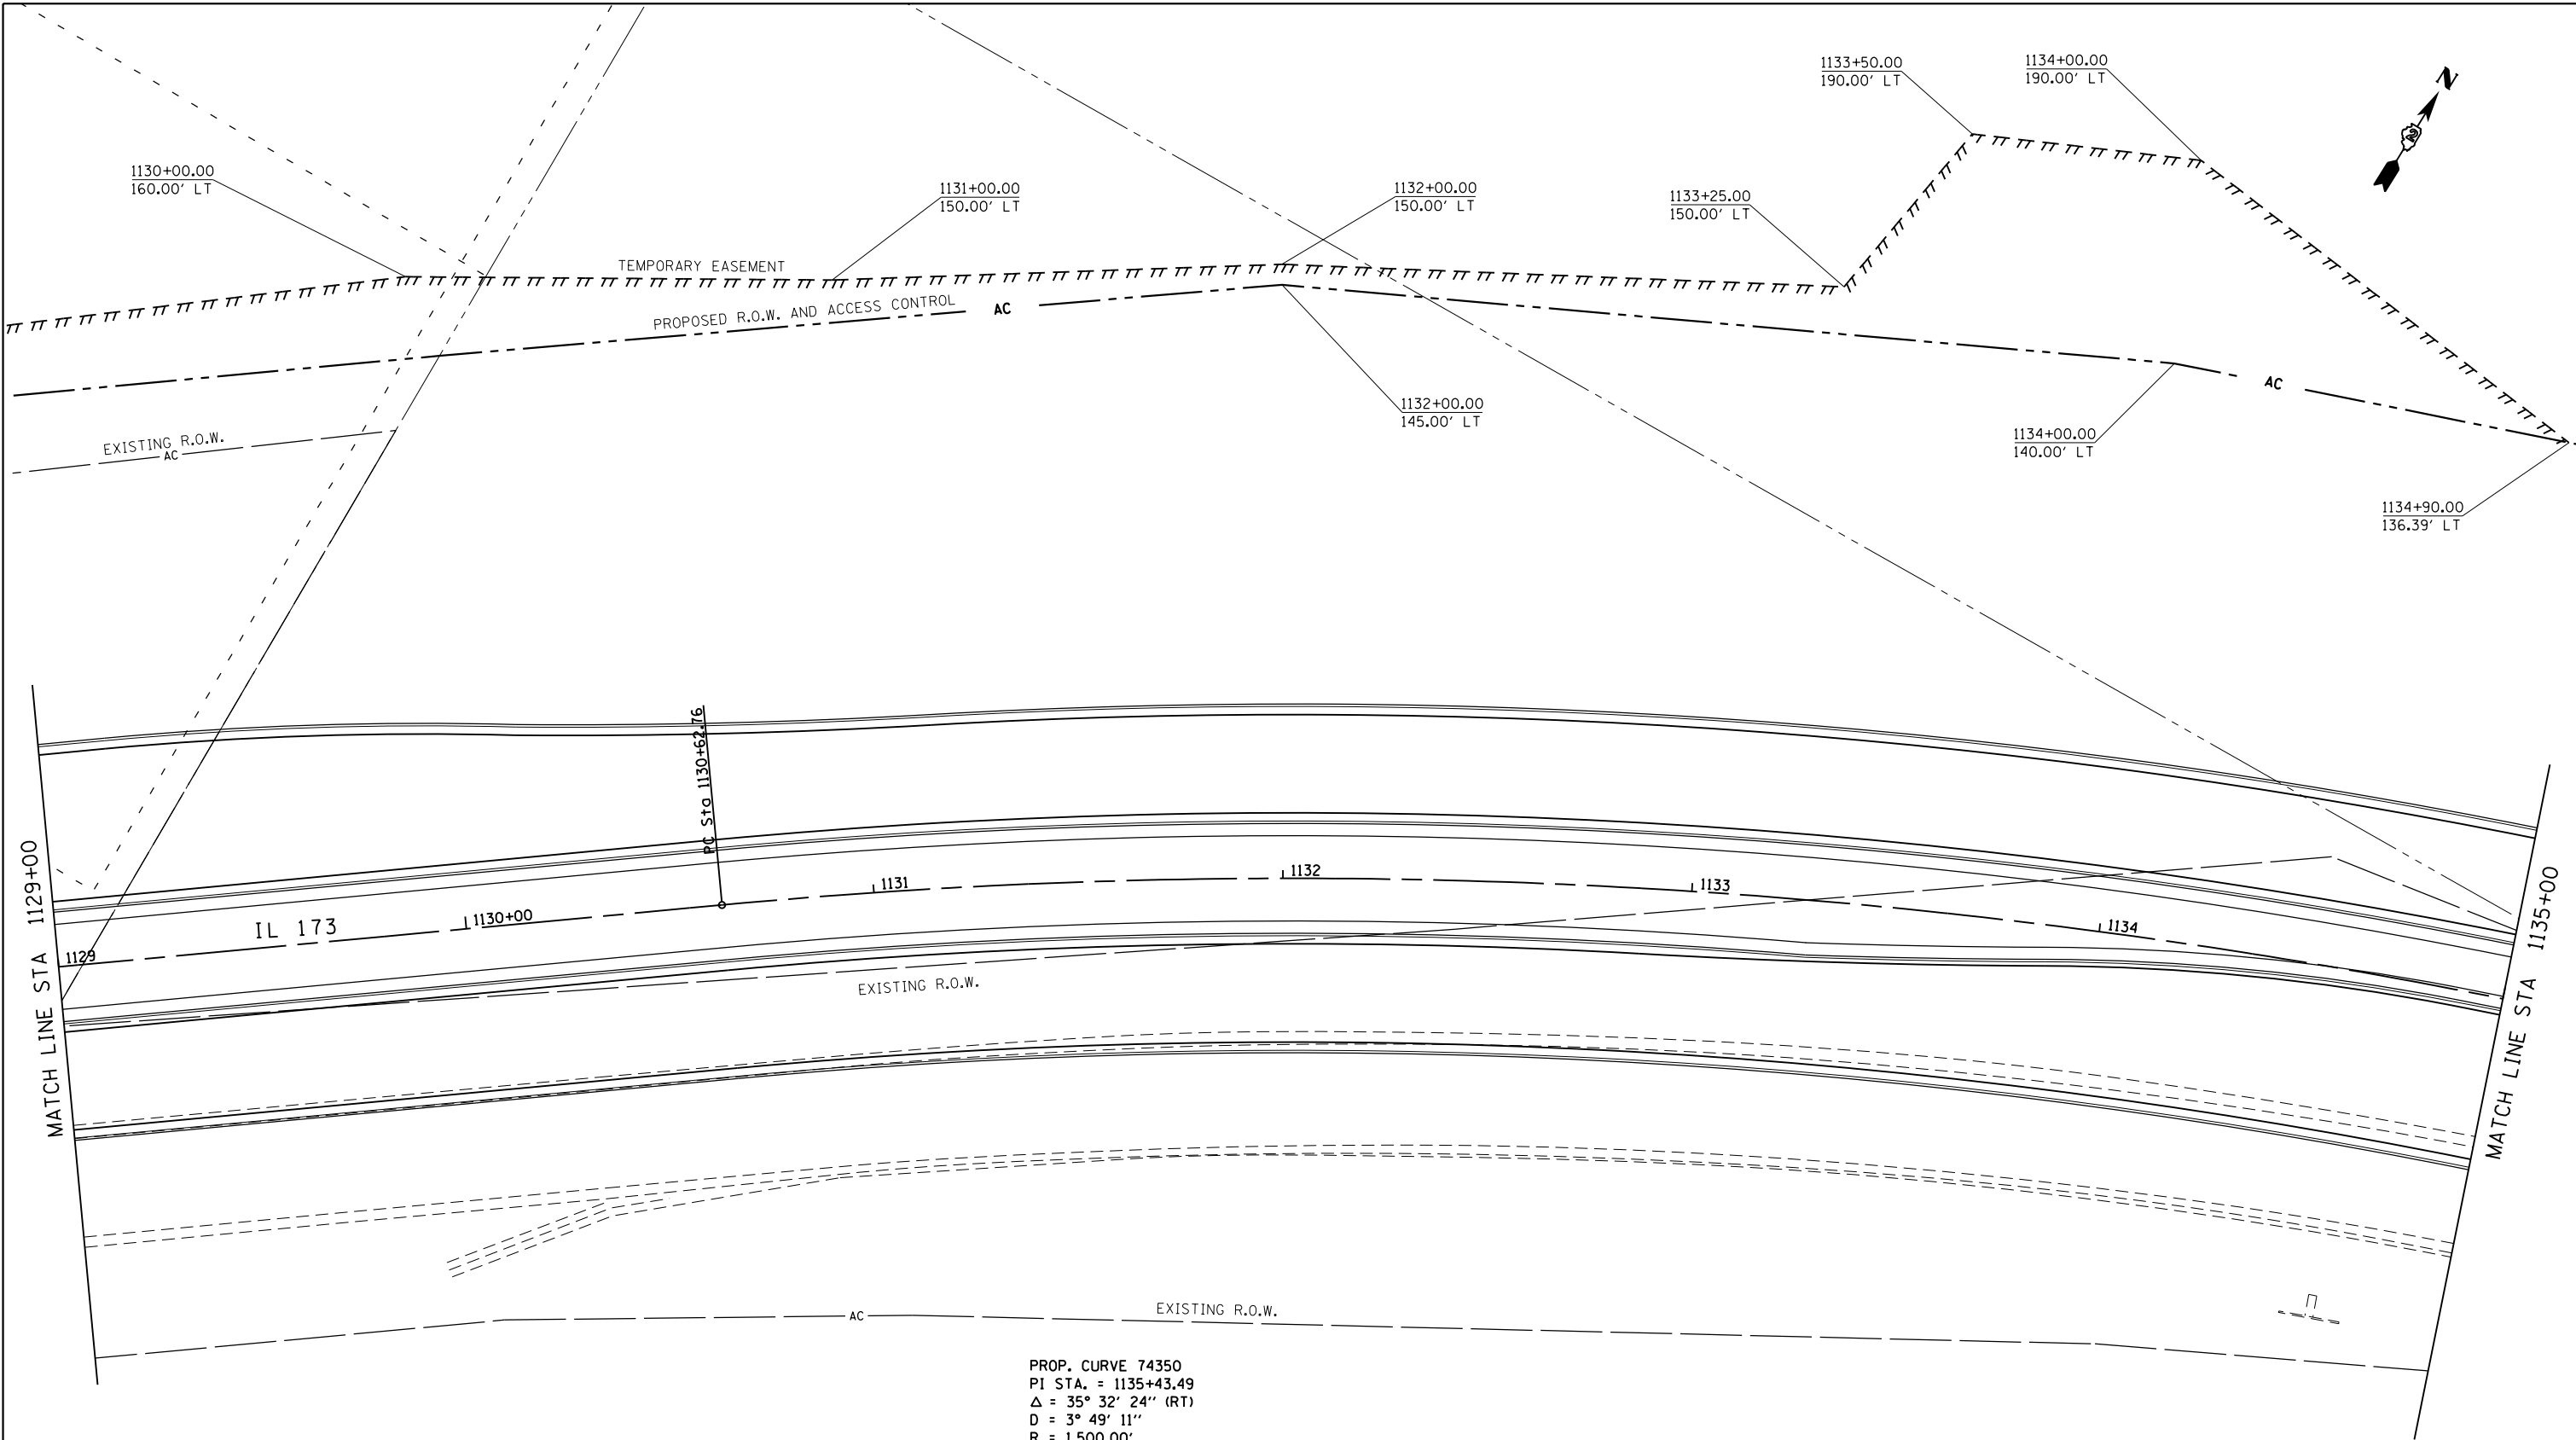 1133+50.00
190.00' LT
1134+00.00
190.00' LT
N
2
1130+00.00
160.00' LT
1131+00.00
150.00' LT
1132+00.00
150.00' LT
1133+25.00
150.00' LT
TEMPORARY EASEMENT
PROPOSED R.O.W. AND ACCESS CONTROL
AC
AC
1132+00.00
145.00' LT
1134+00.00
140.00' LT
EXISTING R.O.W.
AC
1134+90.00
136.39' LT
PC Sta 1130+62.76
MATCH LINE STA 1129+00
IL 173
1129
1130+00
1131
1132
1133
1134
MATCH LINE STA 1135+00
EXISTING R.O.W.
AC
EXISTING R.O.W.
PROP. CURVE 74350
PI STA. = 1135+43.49
Δ = 35° 32' 24'' (RT)
D = 3° 49' 11''
R = 1,500.00'